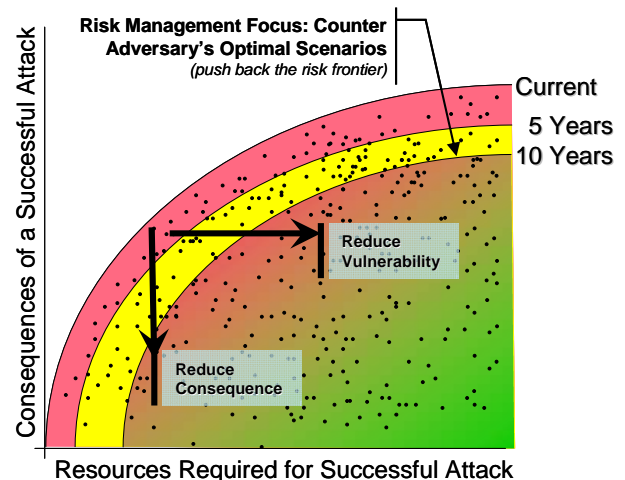 Risk Management Focus: Counter
Adversary's Optimal Scenarios
(push back the risk frontier)
Current
5 Years
10 Years
Consequences of a Successful Attack
Reduce
Vulnerability
Reduce
Consequence
Resources Required for Successful Attack